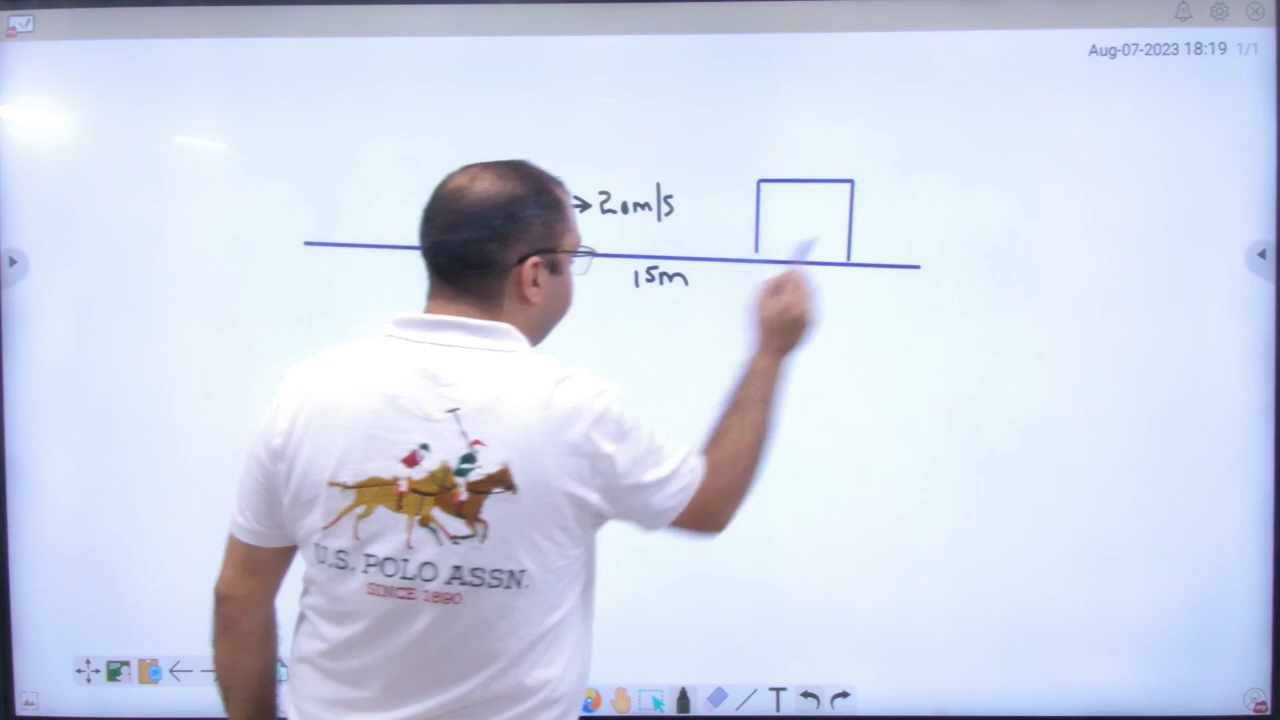 Aug-07-2023 18:19 1/1
→20m/s
15m
U.S. POLO ASSN.
SINCE 1890
T